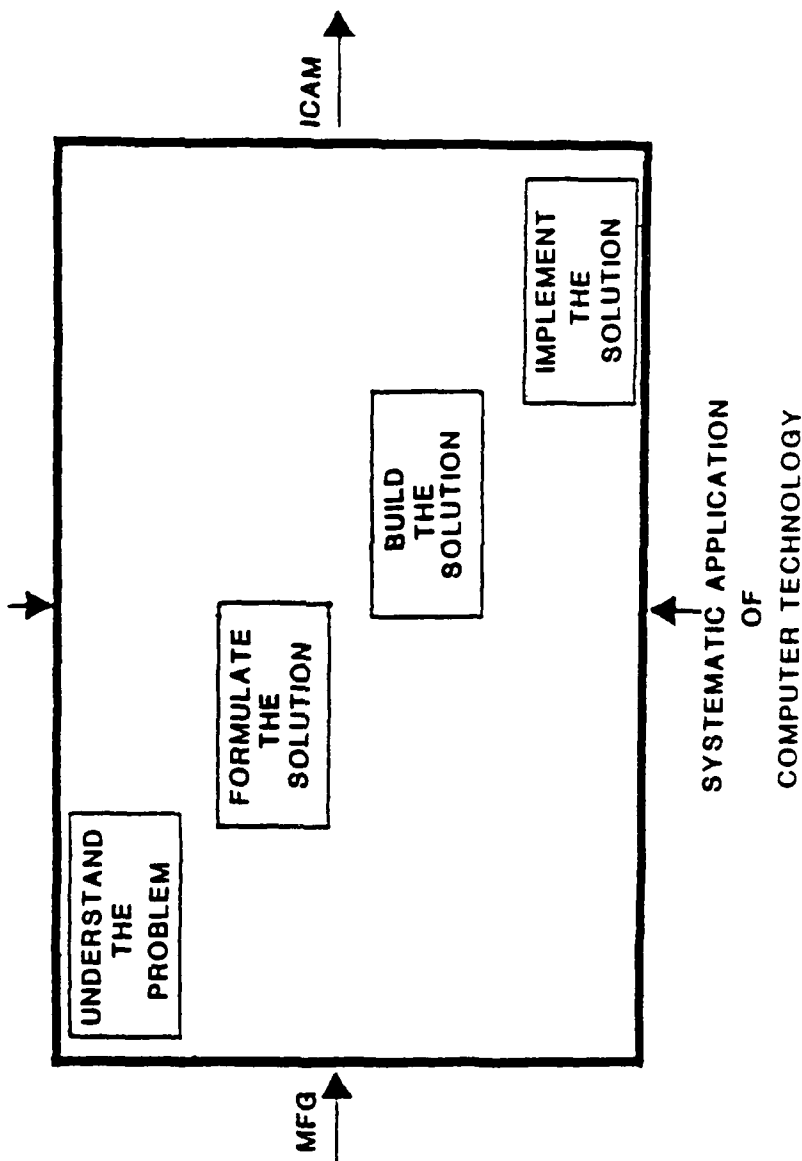 MFG
UNDERSTAND
THE
PROBLEM
FORMULATE
THE
SOLUTION
BUILD
THE
SOLUTION
IMPLEMENT
THE
SOLUTION
ICAM
SYSTEMATIC APPLICATION
OF
COMPUTER TECHNOLOGY